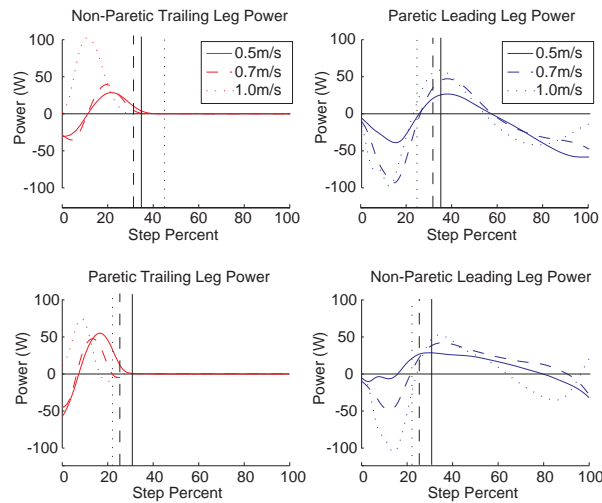 Non-Paretic Trailing Leg Power
Paretic Leading Leg Power
100
50
0
-50
-100
Power (W)
0.5m/s
0.7m/s
1.0m/s
0 20 40 60 80 100
Step Percent
100
50
0
-50
-100
Power (W)
0.5m/s
0.7m/s
1.0m/s
0 20 40 60 80 100
Step Percent
Paretic Trailing Leg Power
Non-Paretic Leading Leg Power
100
50
0
-50
-100
Power (W)
0 20 40 60 80 100
Step Percent
100
50
0
-50
-100
Power (W)
0 20 40 60 80 100
Step Percent